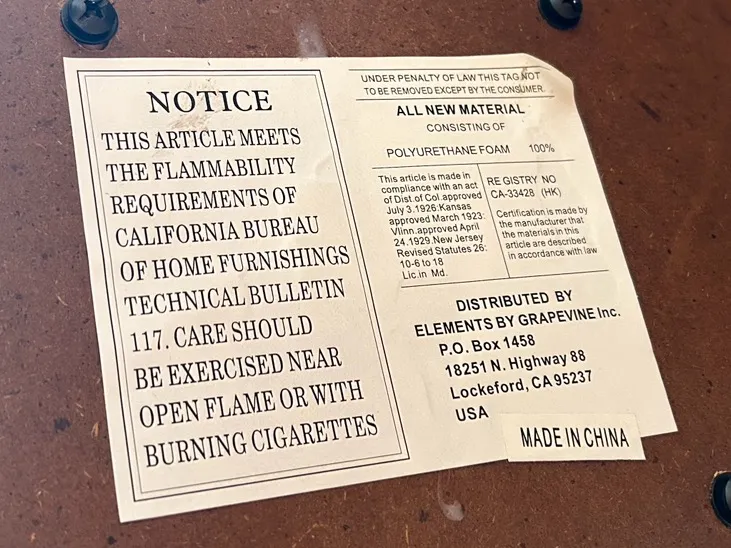 NOTICE
THIS ARTICLE MEETS
THE FLAMMABILITY
REQUIREMENTS OF
CALIFORNIA BUREAU
OF HOME FURNISHINGS
TECHNICAL BULLETIN
117. CARE SHOULD
BE EXERCISED NEAR
OPEN FLAME OR WITH
BURNING CIGARETTES
UNDER PENALTY OF LAW THIS TAG NOT
TO BE REMOVED EXCEPT BY THE CONSUMER.
ALL NEW MATERIAL
CONSISTING OF
POLYURETHANE FOAM 100%
This article is made in
compliance with an act
of Dist.of Col.approved
July 3.1926:Kansas
approved March 1923:
Vlinn.approved April
24.1929.New Jersey
Revised Statutes 26:
10-6 to 18
Lic.in Md.
RE GISTRY NO
CA-33428 (HK)
Certification is made by
the manufacturer that
the materials in this
article are described
in accordance with law
DISTRIBUTED BY
ELEMENTS BY GRAPEVINE Inc.
P.O. Box 1458
18251 N. Highway 88
Lockeford, CA 95237
USA
MADE IN CHINA